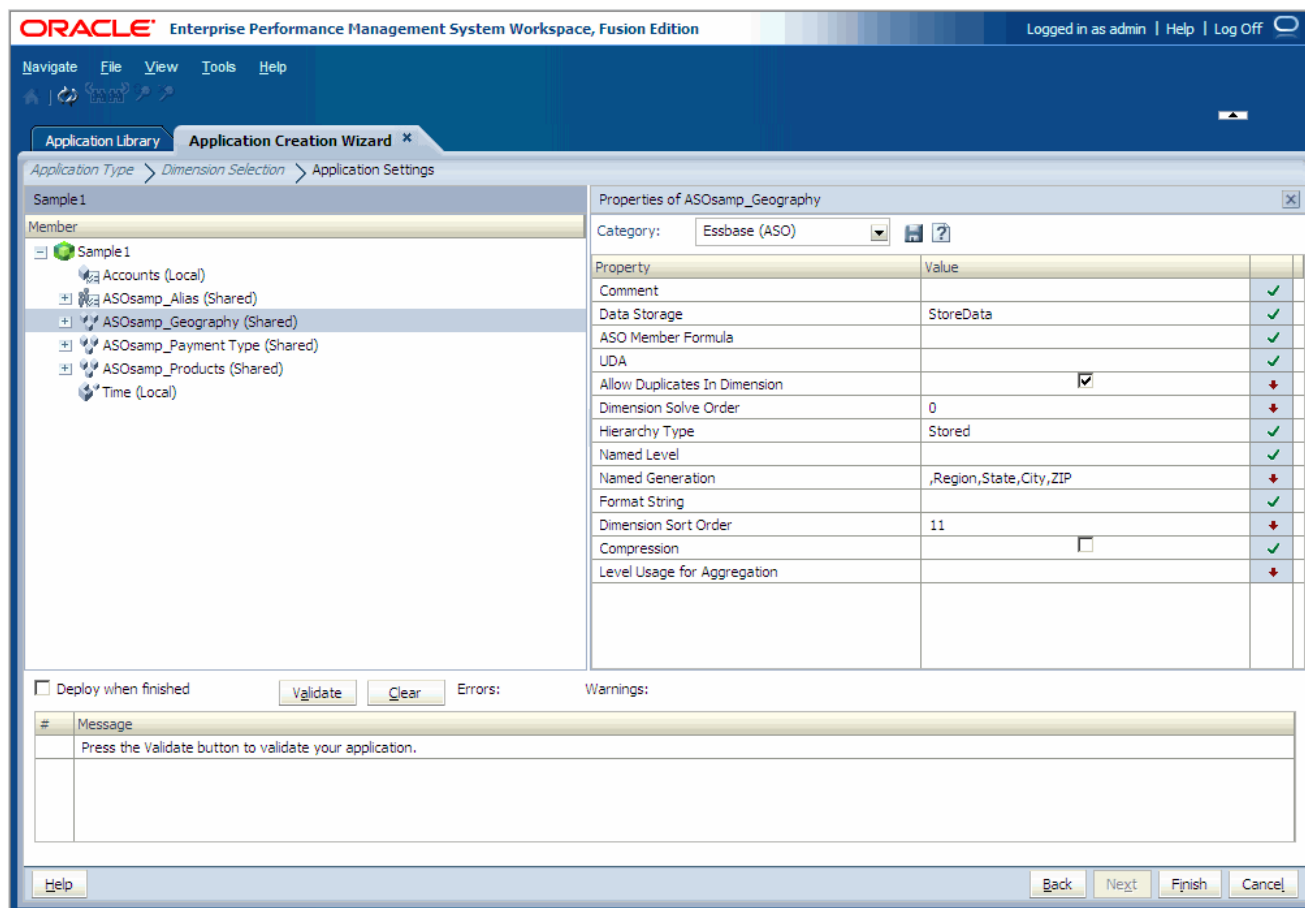 ORACLE Enterprise Performance Management System Workspace, Fusion Edition Logged in as admin | Help | Log Off
Navigate File View Tools Help
Application Library Application Creation Wizard
Application Type Dimension Selection Application Settings
Sample1 Properties of ASOsamp_Geography
Member Category: Essbase (ASO)
Sample1 Property Value
Accounts (Local) Comment
ASOsamp_Alias (Shared) Data Storage StoreData
ASOsamp_Geography (Shared) ASO Member Formula
ASOsamp_Payment Type (Shared) UDA
ASOsamp_Products (Shared) Allow Duplicates In Dimension
Time (Local) Dimension Solve Order 0
Hierarchy Type Stored
Named Level
Named Generation ,Region,State,City,ZIP
Format String
Dimension Sort Order 11
Compression
Level Usage for Aggregation
Deploy when finished Validate Clear Errors: Warnings:
# Message
Press the Validate button to validate your application.
Help Back Next Finish Cancel